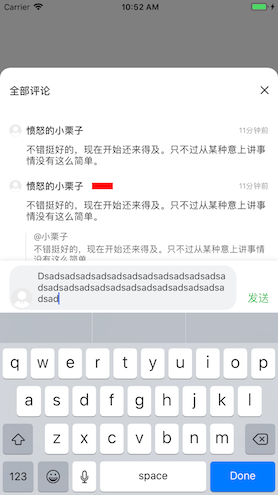 Carrier 10:52 AM
全部评论
愤怒的小栗子 11分钟前
不错挺好的，现在开始还来得及。只不过从某种意上讲事
情没有这么简单。
愤怒的小栗子 11分钟前
不错挺好的，现在开始还来得及。只不过从某种意上讲事
情没有这么简单。
@小栗子
不错挺好的，现在开始还来得及。只不过从某种意上讲
事情没有这么简单。
Dsadsadsadsadsadsadsadsadsadsadsadsa
dsadsadsadsadsadsadsadsadsadsadsadsa
dsad
发送
q w e r t y u i o p
a s d f g h j k l
z x c v b n m
123 space Done